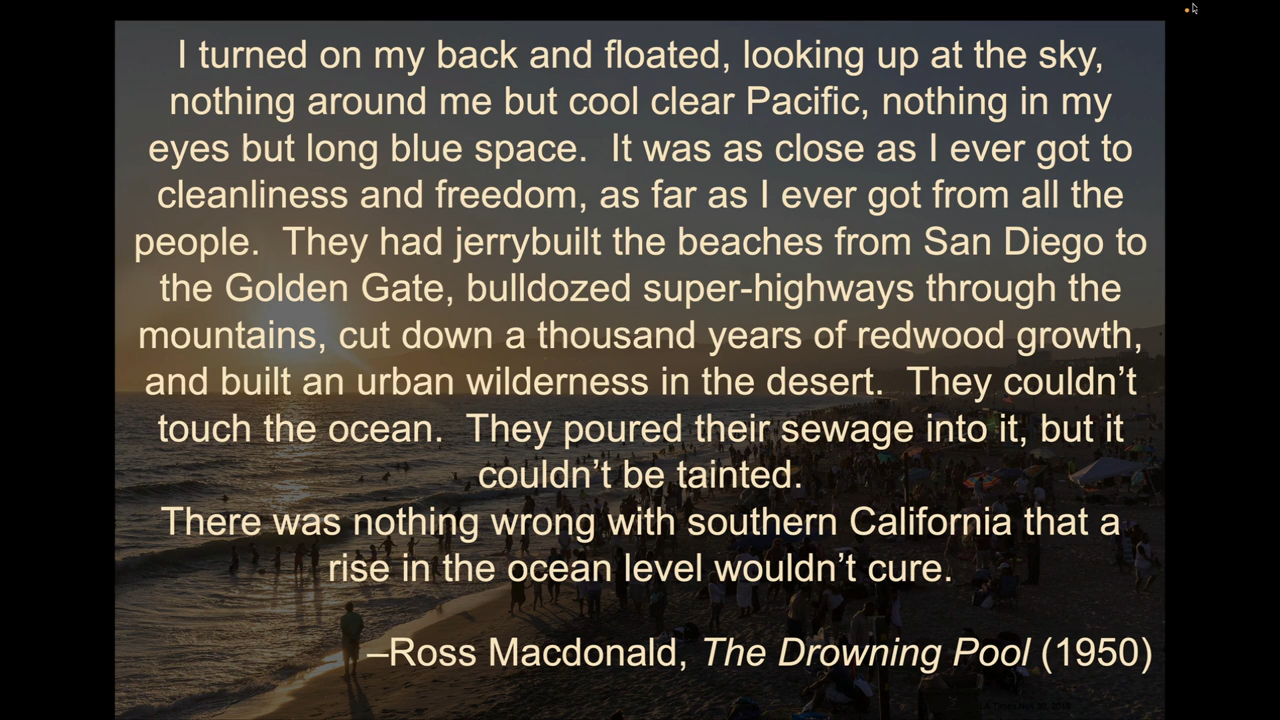 I turned on my back and floated, looking up at the sky,
nothing around me but cool clear Pacific, nothing in my
eyes but long blue space.  It was as close as I ever got to
cleanliness and freedom, as far as I ever got from all the
people.  They had jerrybuilt the beaches from San Diego to
the Golden Gate, bulldozed super-highways through the
mountains, cut down a thousand years of redwood growth,
and built an urban wilderness in the desert.  They couldn’t
touch the ocean.  They poured their sewage into it, but it
couldn’t be tainted.
There was nothing wrong with southern California that a
rise in the ocean level wouldn’t cure.
–Ross Macdonald, The Drowning Pool (1950)